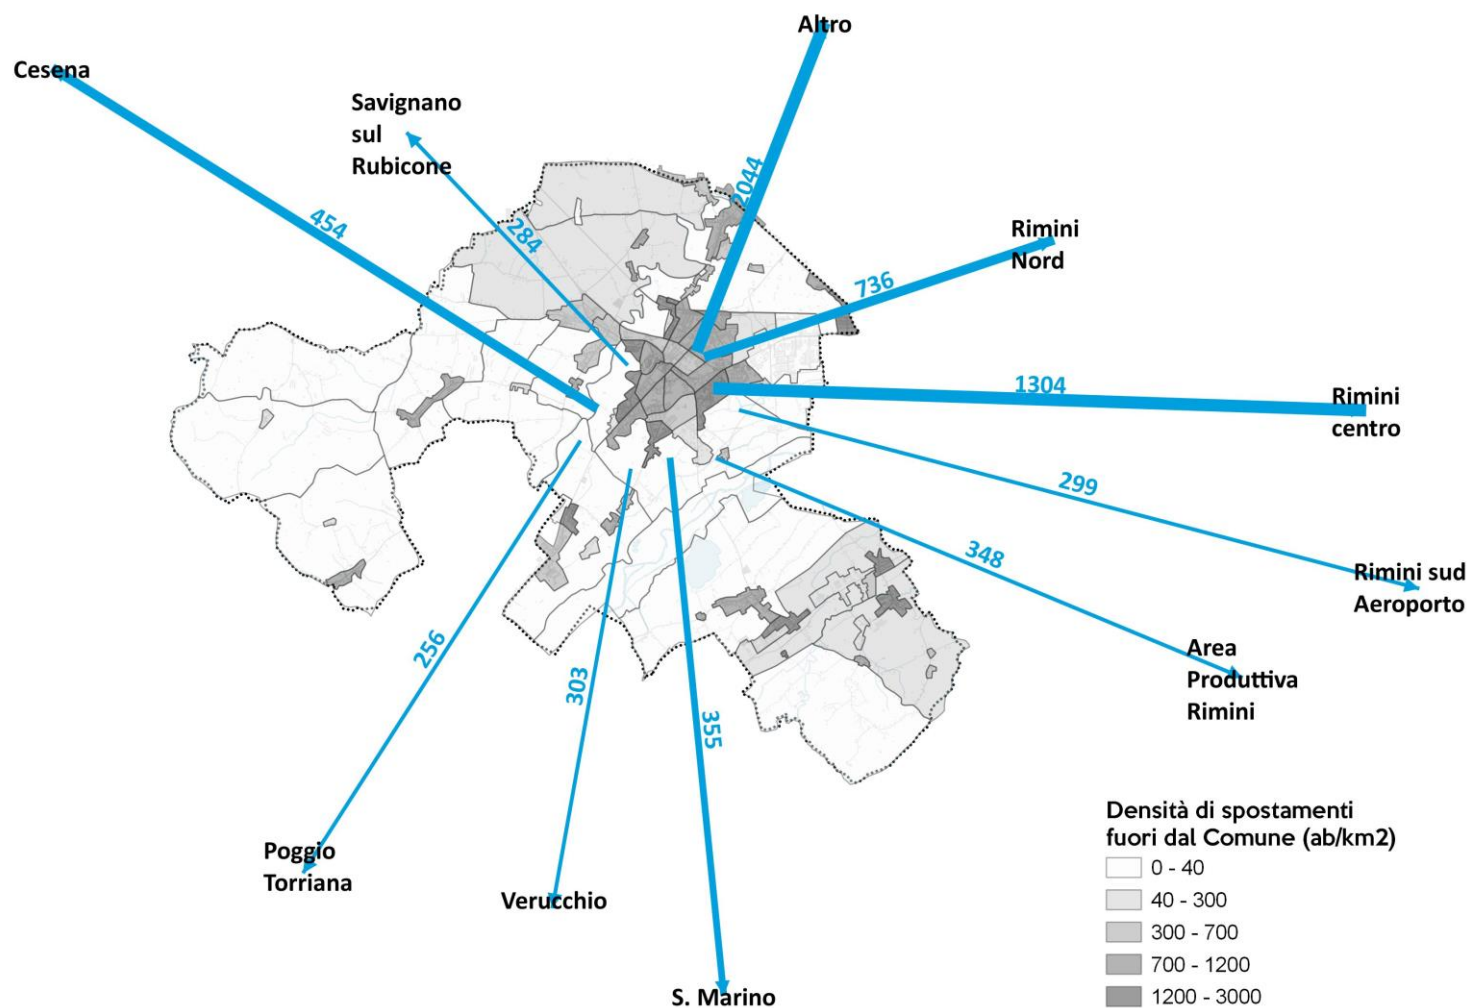 Altro
Cesena
Savignano
sul
Rubicone
2044
454
284
Rimini
Nord
736
1304
Rimini
centro
299
348
Rimini sud
Aeroporto
256
303
355
Area
Produttiva
Rimini
Poggio
Torriana
Verucchio
S. Marino
Densità di spostamenti
fuori dal Comune (ab/km2)
0 - 40
40 - 300
300 - 700
700 - 1200
1200 - 3000